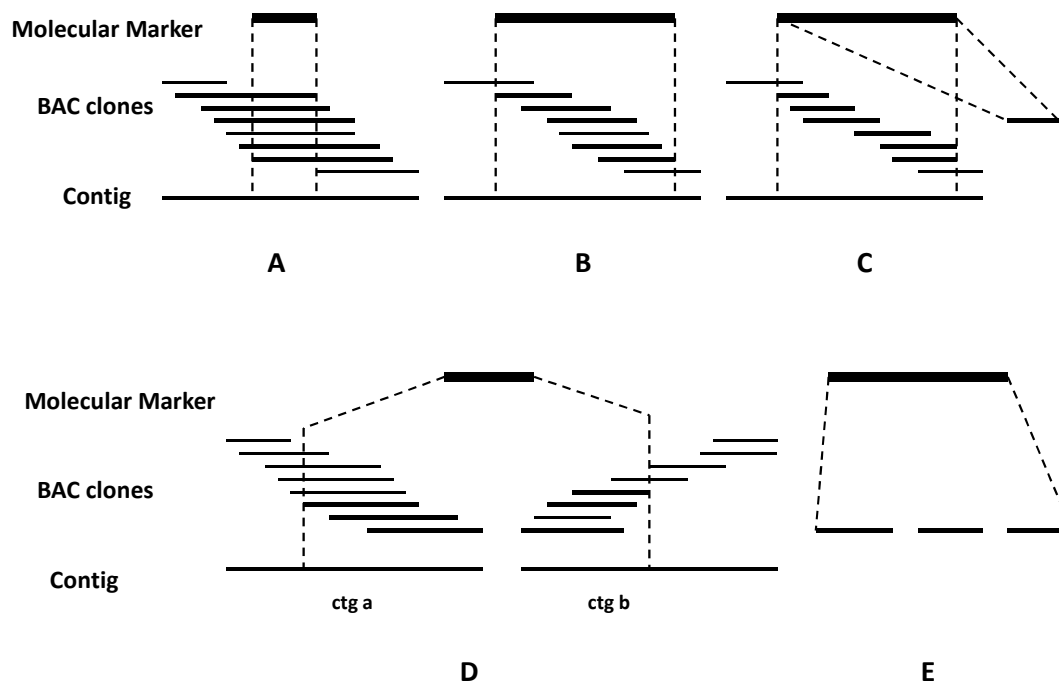 Molecular Marker
BAC clones
Contig
A
B
C
Molecular Marker
BAC clones
Contig
ctg a
ctg b
D
E